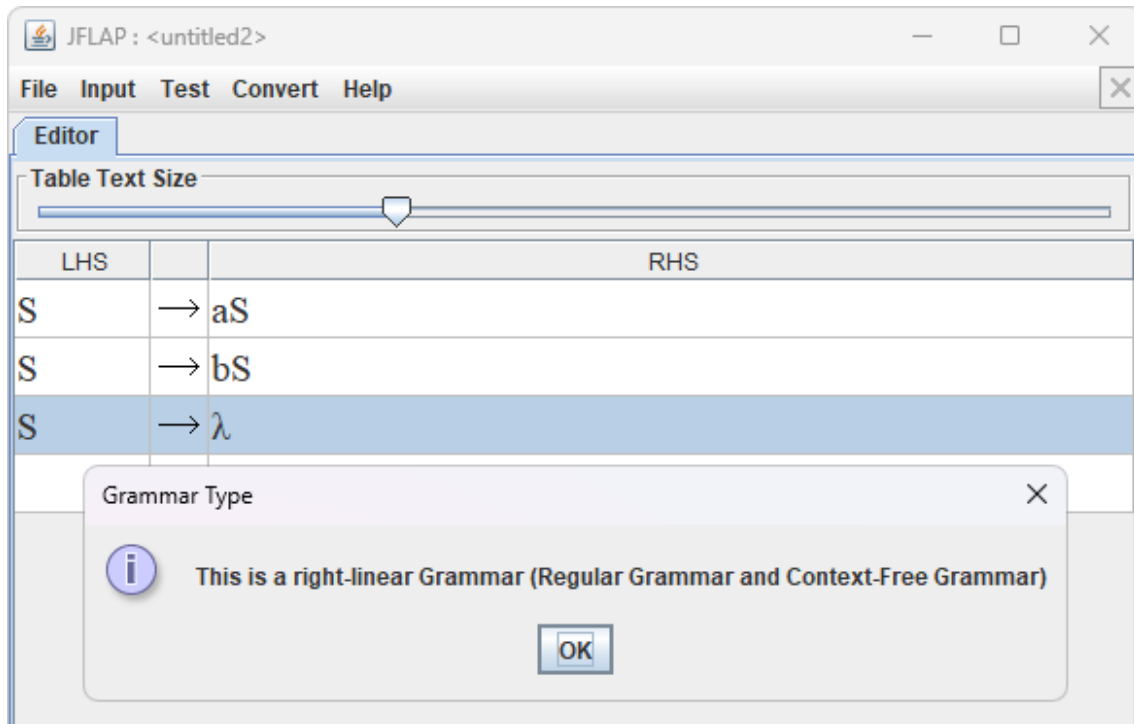 JFLAP : <untitled2>
File Input Test Convert Help
Editor
Table Text Size
LHS RHS
S → aS
S → bS
S → λ
Grammar Type
This is a right-linear Grammar (Regular Grammar and Context-Free Grammar)
OK